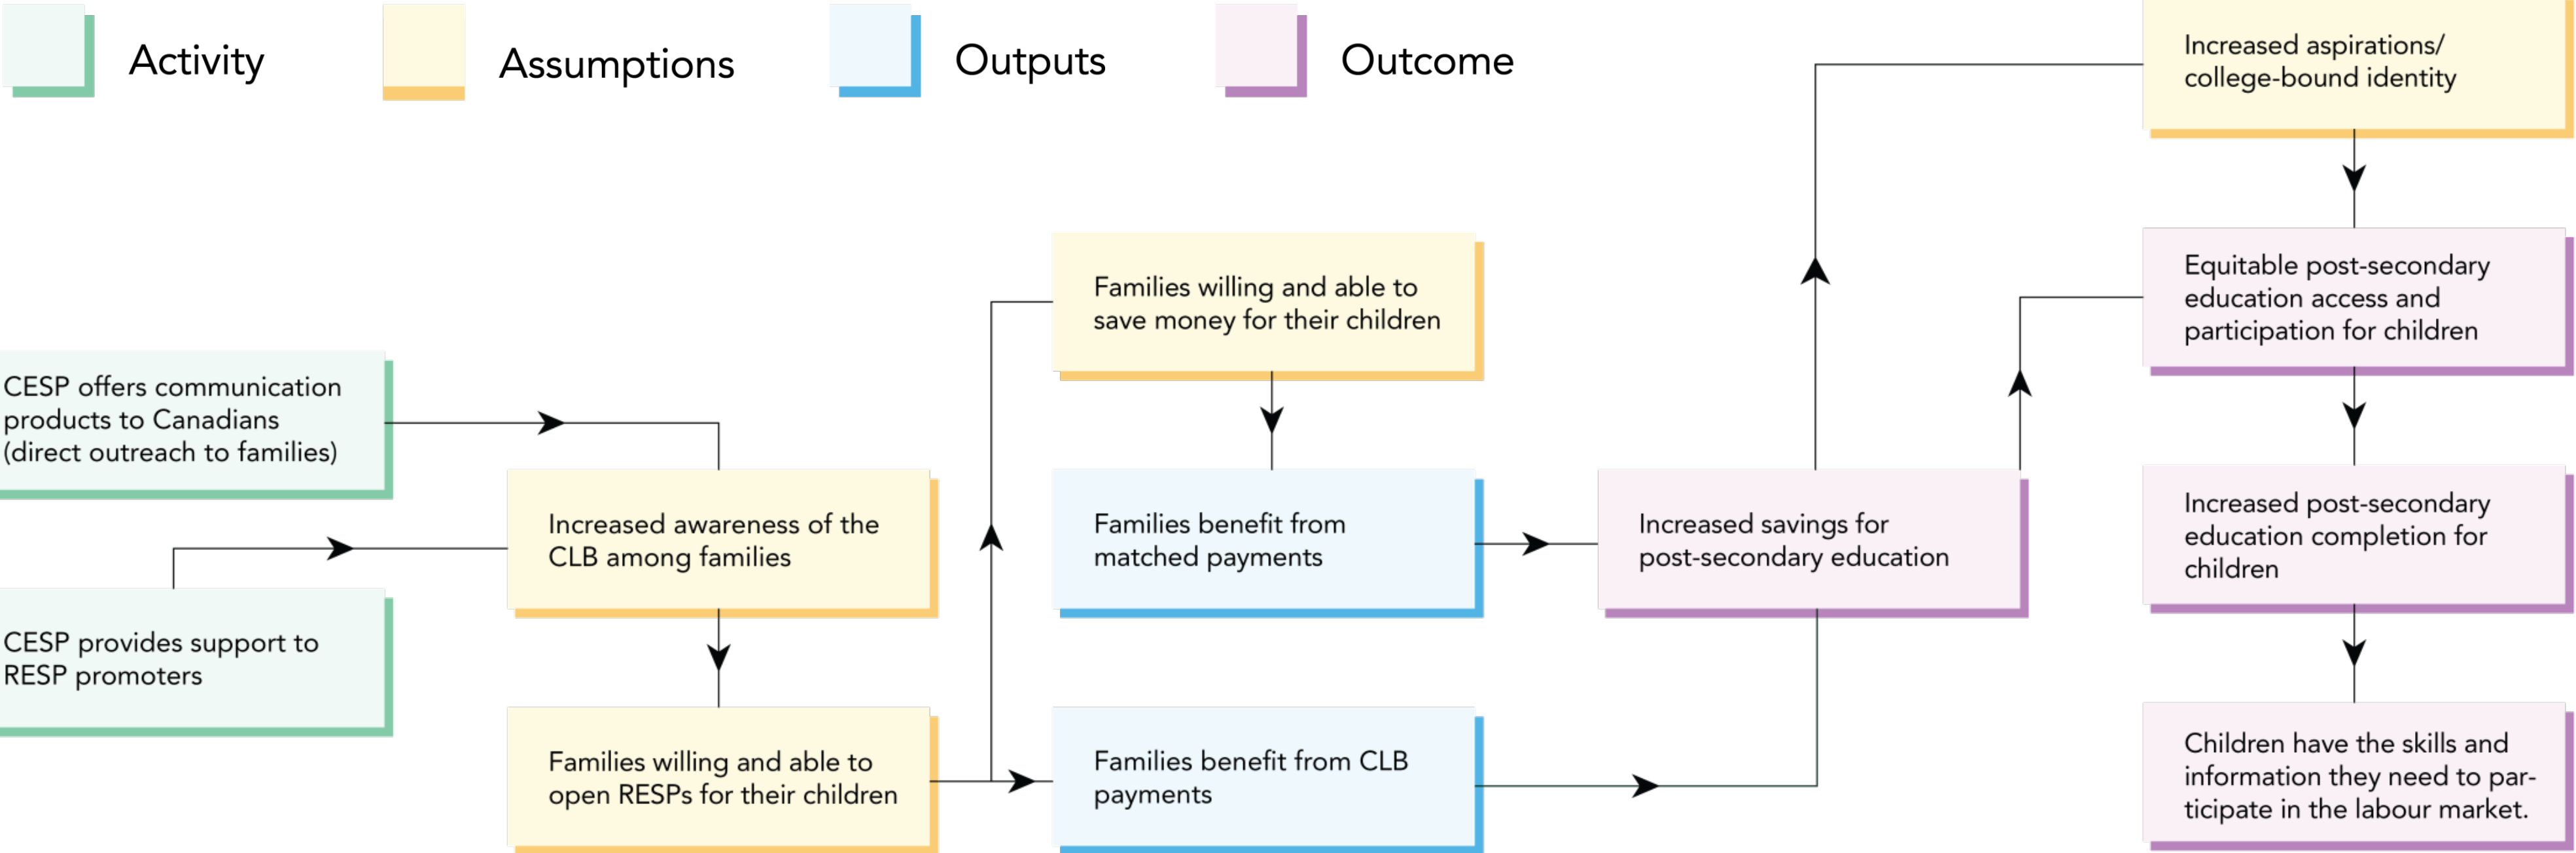 Activity
Assumptions
Outputs
Outcome
CESP offers communication
products to Canadians
(direct outreach to families)
CESP provides support to
RESP promoters
Increased awareness of the
CLB among families
Families willing and able to
open RESPs for their children
Families willing and able to
save money for their children
Families benefit from
matched payments
Families benefit from CLB
payments
Increased savings for
post-secondary education
Increased aspirations/
college-bound identity
Equitable post-secondary
education access and
participation for children
Increased post-secondary
education completion for
children
Children have the skills and
information they need to par-
ticipate in the labour market.